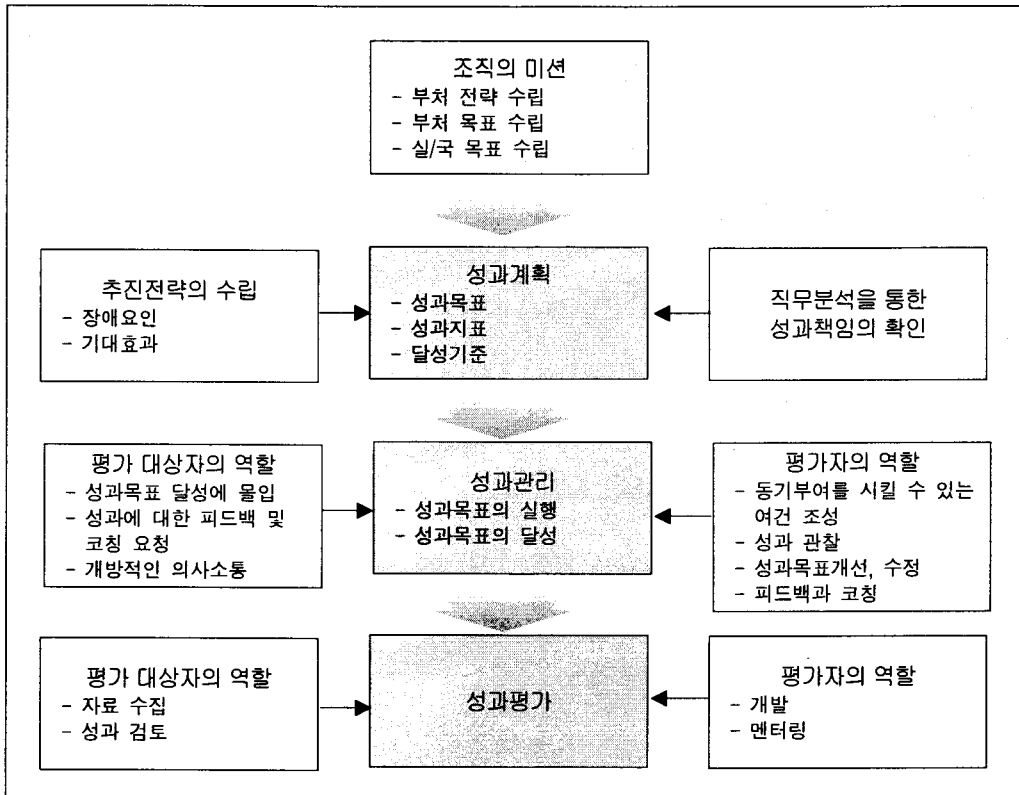 조직의 미션
- 부처 전략 수립
- 부처 목표 수립
- 실/국 목표 수립
추진전략의 수립
- 장애요인
- 기대효과
성과계획
- 성과목표
- 성과지표
- 달성기준
직무분석을 통한
성과책임의 확인
평가 대상자의 역할
- 성과목표 달성에 몰입
- 성과에 대한 피드백 및
코칭 요청
- 개방적인 의사소통
성과관리
- 성과목표의 실행
- 성과목표의 달성
평가자의 역할
- 동기부여를 시킬 수 있는
여건 조성
- 성과 관찰
- 성과목표개선, 수정
- 피드백과 코칭
평가 대상자의 역할
- 자료 수집
- 성과 검토
성과평가
평가자의 역할
- 개발
- 멘터링